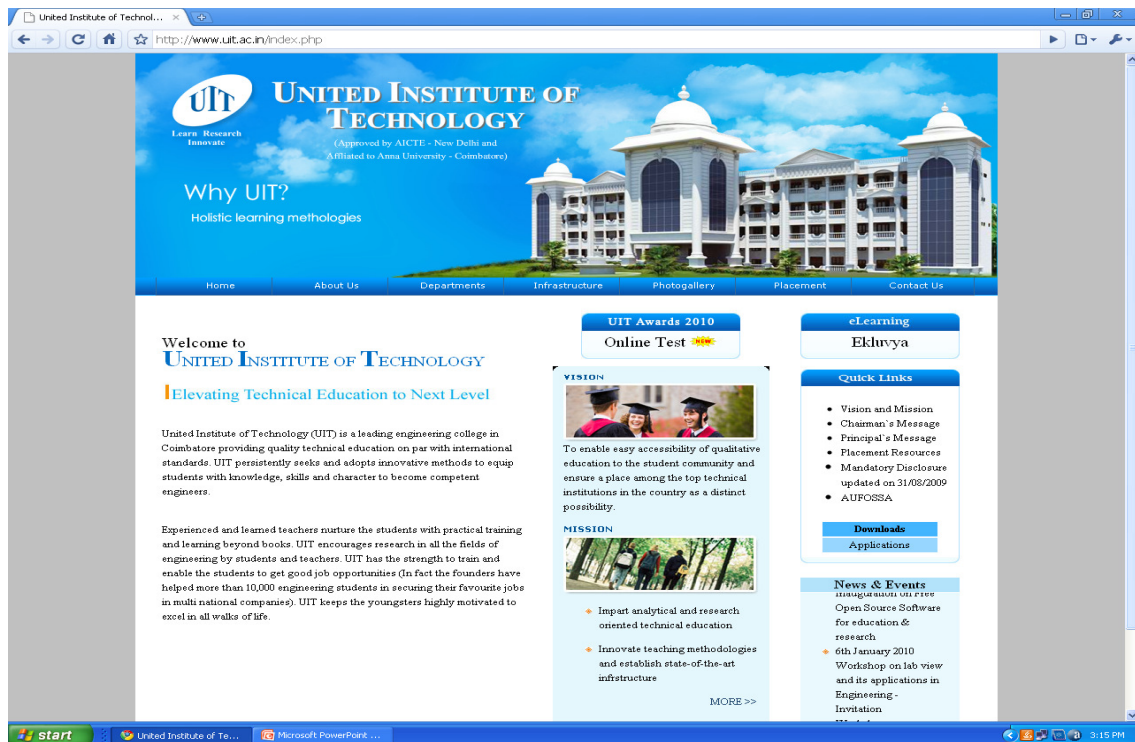 United Institute of Technol...
http://www.uit.ac.in/index.php
UIT
Learn Research
Innovate
UNITED INSTITUTE OF
TECHNOLOGY
(Approved by AICTE - New Delhi and
Affliated to Anna University - Coimbatore)
Why UIT?
Holistic learning methologies
Home About Us Departments Infrastructure Photogallery Placement Contact Us
Welcome to
UNITED INSTITUTE OF TECHNOLOGY
Elevating Technical Education to Next Level
United Institute of Technology (UIT) is a leading engineering college in
Coimbatore providing quality technical education on par with international
standards. UIT persistently seeks and adopts innovative methods to equip
students with knowledge, skills and character to become competent
engineers.
Experienced and learned teachers nurture the students with practical training
and learning beyond books. UIT encourages research in all the fields of
engineering by students and teachers. UIT has the strength to train and
enable the students to get good job opportunities (In fact the founders have
helped more than 10,000 engineering students in securing their favourite jobs
in multi national companies). UIT keeps the youngsters highly motivated to
excel in all walks of life.
UIT Awards 2010
Online Test NEW
VISION
To enable easy accessibility of qualitative
education to the student community and
ensure a place among the top technical
institutions in the country as a distinct
possibility.
MISSION
Impart analytical and research
oriented technical education
Innovate teaching methodologies
and establish state-of-the-art
infrstructure
MORE >>
eLearning
Ekluvya
Quick Links
Vision and Mission
Chairman`s Message
Principal`s Message
Placement Resources
Mandatory Disclosure
updated on 31/08/2009
AUFOSSA
Downloads
Applications
News & Events
Inauguration on Free
Open Source Software
for education &
research
6th January 2010
Workshop on lab view
and its applications in
Engineering -
Invitation
start
United Institute of Te...
Microsoft PowerPoint ...
3:15 PM